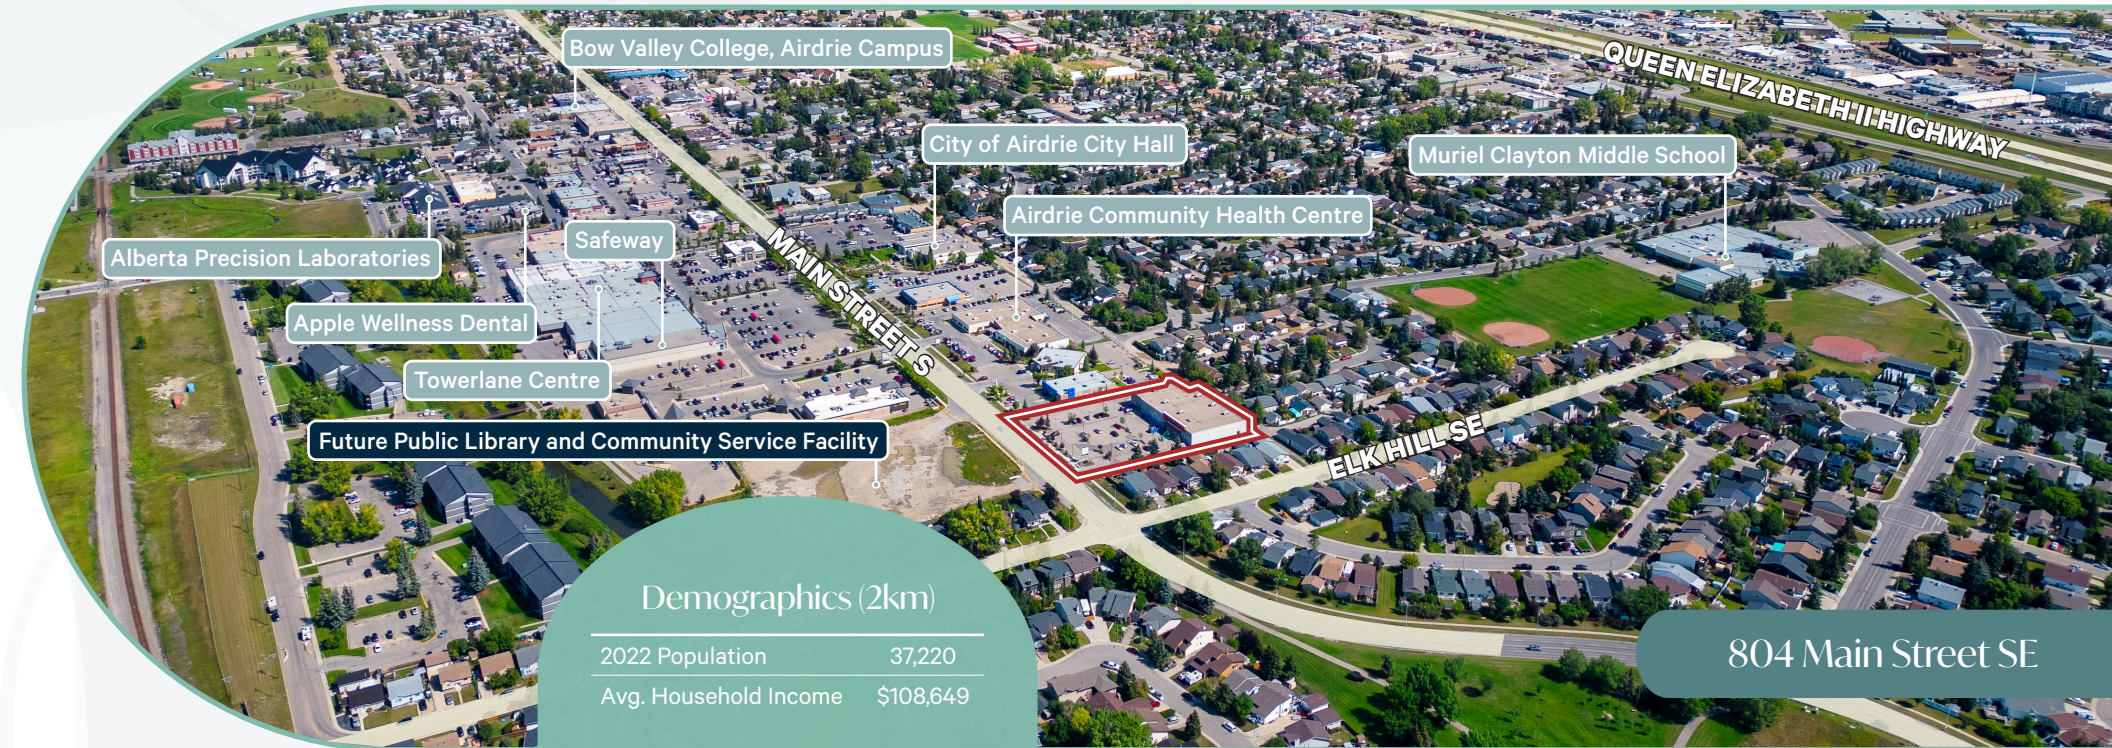 Bow Valley College, Airdrie Campus
QUEEN ELIZABETH II HIGHWAY
City of Airdrie City Hall
Muriel Clayton Middle School
Airdrie Community Health Centre
Safeway
Alberta Precision Laboratories
MAIN STREET S
Apple Wellness Dental
Towerlane Centre
Future Public Library and Community Service Facility
ELK HILL SE
Demographics (2km)
2022 Population 37,220
Avg. Household Income $108,649
804 Main Street SE